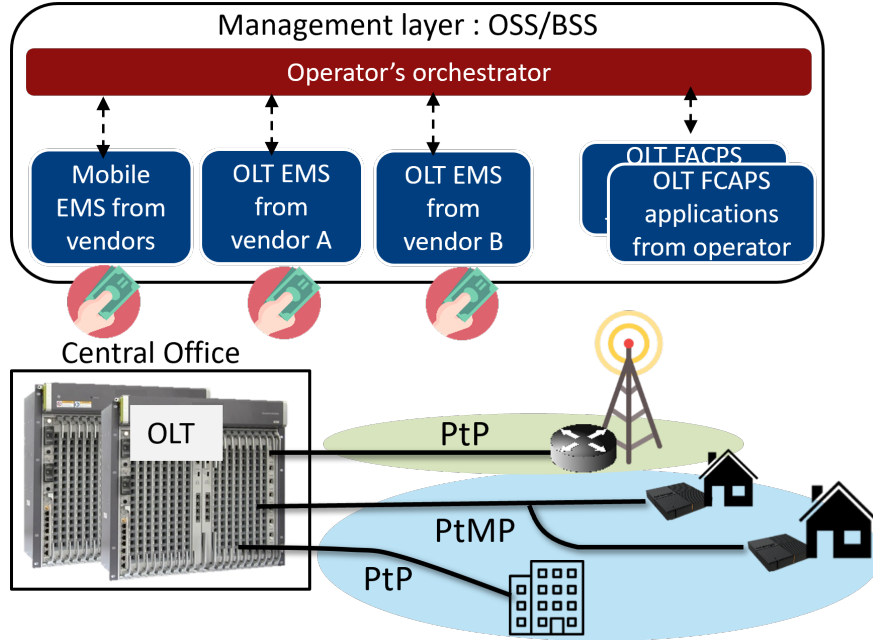 Management layer : OSS/BSS
Operator's orchestrator
Mobile
EMS from
vendors
OLT EMS
from
vendor A
OLT EMS
from
vendor B
OLT FACPS
OLT FCAPS
applications
from operator
Central Office
OLT
PtP
PtMP
PtP